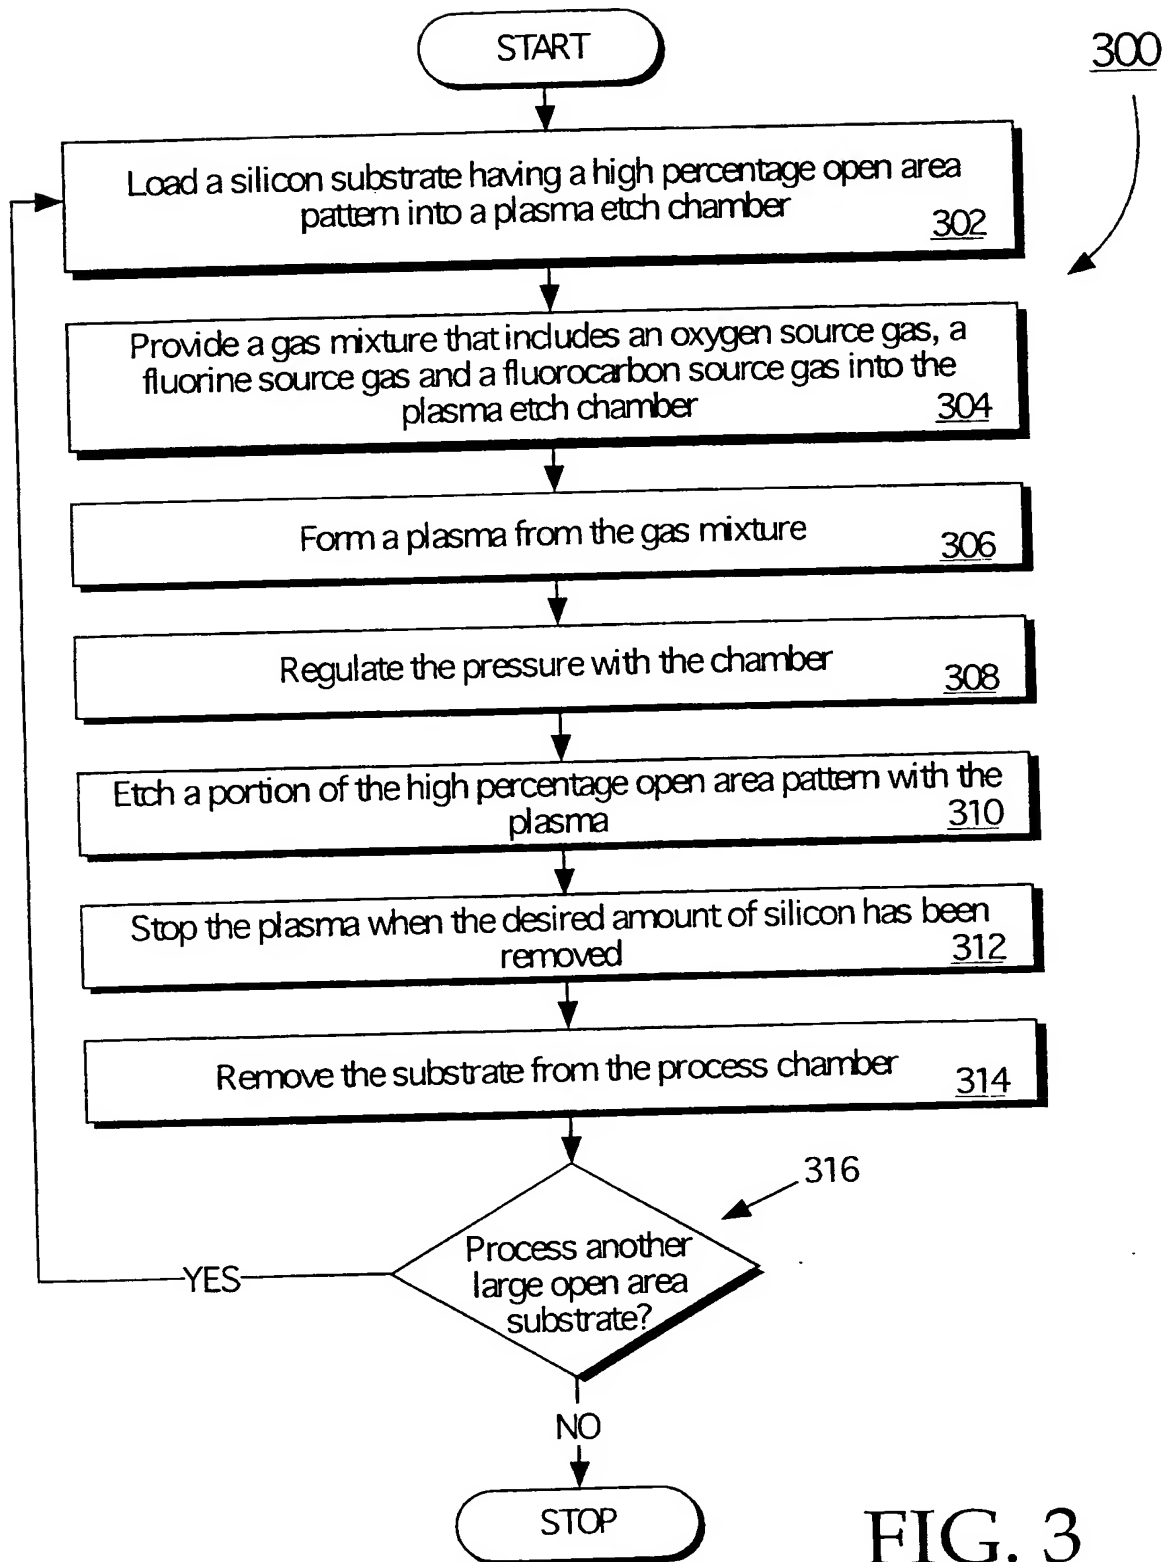 START
300
Load a silicon substrate having a high percentage open area
pattern into a plasma etch chamber
302
Provide a gas mixture that includes an oxygen source gas, a
fluorine source gas and a fluorocarbon source gas into the
plasma etch chamber
304
Form a plasma from the gas mixture
306
Regulate the pressure with the chamber
308
Etch a portion of the high percentage open area pattern with the
plasma
310
Stop the plasma when the desired amount of silicon has been
removed
312
Remove the substrate from the process chamber
314
316
Process another
large open area
substrate?
YES
NO
STOP
FIG. 3